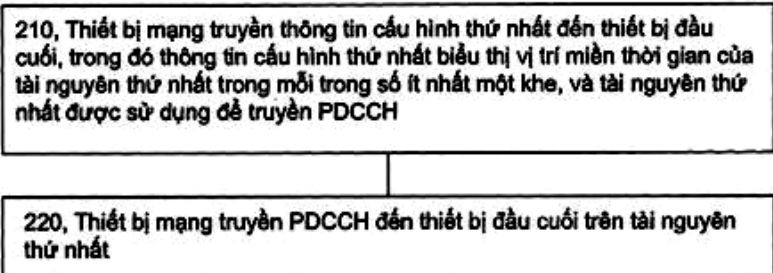 210, Thiết bị mạng truyền thông tin cấu hình thứ nhất đến thiết bị đầu
cuối, trong đó thông tin cấu hình thứ nhất biểu thị vị trí miền thời gian của
tài nguyên thứ nhất trong mỗi trong số ít nhất một khe, và tài nguyên thứ
nhất được sử dụng để truyền PDCCH
220, Thiết bị mạng truyền PDCCH đến thiết bị đầu cuối trên tài nguyên
thứ nhất